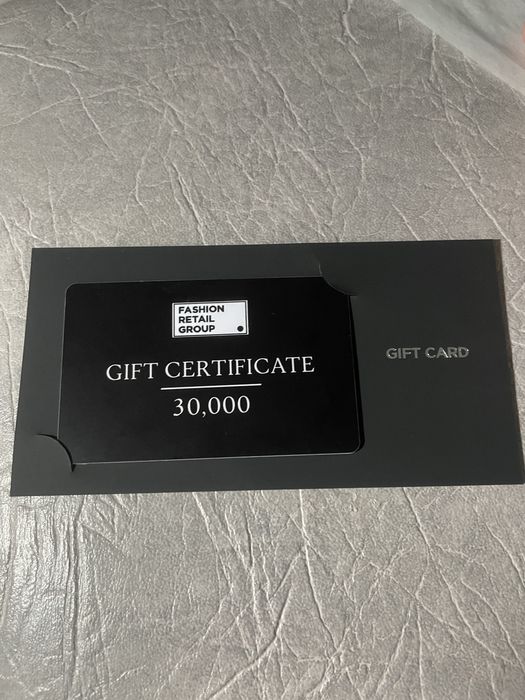 FASHION
RETAIL
GROUP
GIFT CERTIFICATE
30,000
GIFT CARD